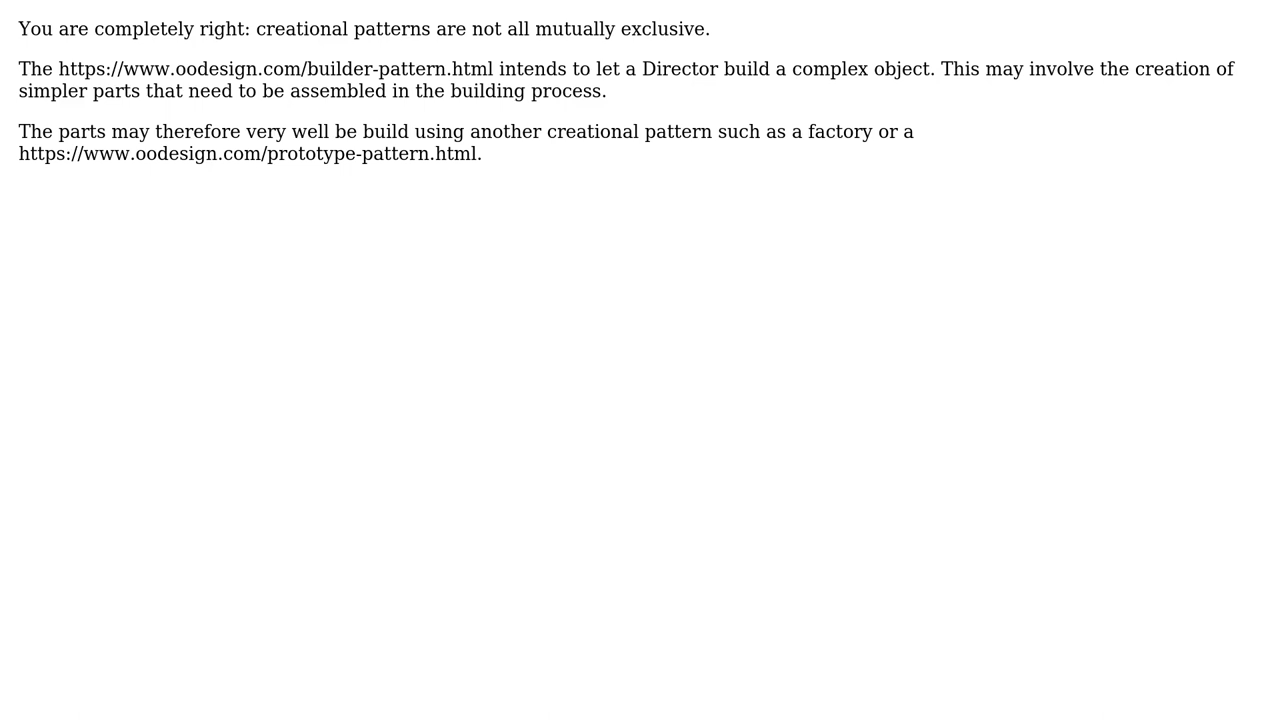 You are completely right: creational patterns are not all mutually exclusive.
The https://www.oodesign.com/builder-pattern.html intends to let a Director build a complex object. This may involve the creation of
simpler parts that need to be assembled in the building process.
The parts may therefore very well be build using another creational pattern such as a factory or a
https://www.oodesign.com/prototype-pattern.html.